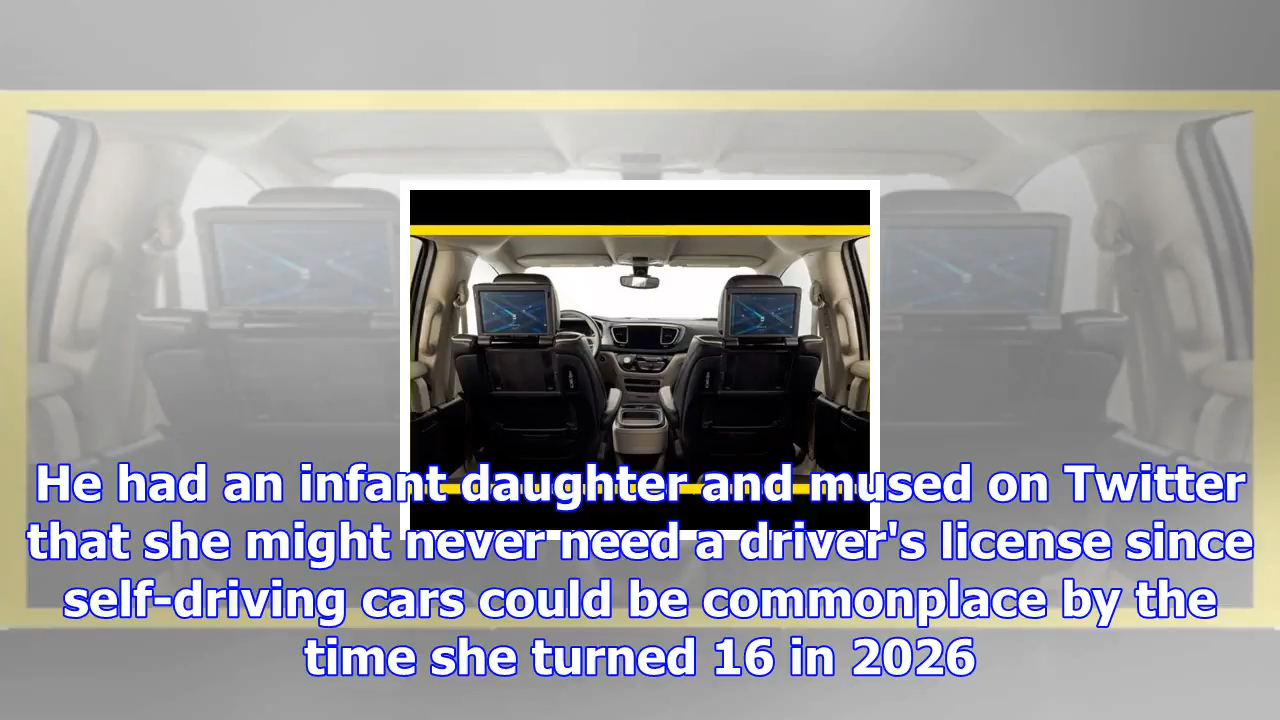 He had an infant daughter and mused on Twitter
that she might never need a driver's license since
self-driving cars could be commonplace by the
time she turned 16 in 2026